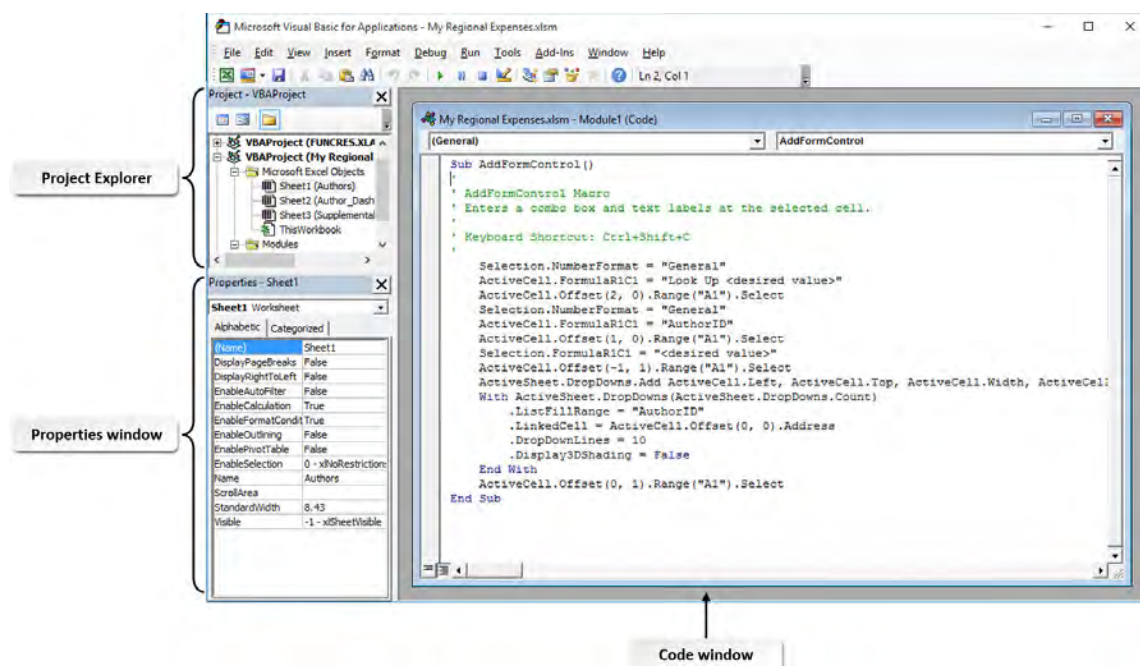 Microsoft Visual Basic for Applications - My Regional Expenses.xlsm
File Edit View Insert Format Debug Run Tools Add-Ins Window Help
Ln 2, Col 1
Project - VBAProject
VBAProject (FUNCRES.XLA
VBAProject (My Regional
Microsoft Excel Objects
Sheet1 (Authors)
Sheet2 (Author_Dash
Sheet3 (Supplemental
ThisWorkbook
Modules
Project Explorer
Properties - Sheet1
Sheet1 Worksheet
Alphabetic Categorized
(Name) Sheet1
DisplayPageBreaks False
DisplayRightToLeft False
EnableAutoFilter False
EnableCalculation True
EnableFormatCondit True
EnableOutlining False
EnablePivotTable False
EnableSelection 0 - xlNoRestrictions
Name Authors
ScrollArea
StandardWidth 8.43
Visible -1 - xlSheetVisible
Properties window
My Regional Expenses.xlsm - Module1 (Code)
(General) AddFormControl
Sub AddFormControl()
'
' AddFormControl Macro
' Enters a combo box and text labels at the selected cell.
'
' Keyboard Shortcut: Ctrl+Shift+C
'
Selection.NumberFormat = "General"
ActiveCell.FormulaR1C1 = "Look Up <desired value>"
ActiveCell.Offset(2, 0).Range("A1").Select
Selection.NumberFormat = "General"
ActiveCell.FormulaR1C1 = "AuthorID"
ActiveCell.Offset(1, 0).Range("A1").Select
Selection.FormulaR1C1 = "<desired value>"
ActiveCell.Offset(-1, 1).Range("A1").Select
ActiveSheet.DropDowns.Add ActiveCell.Left, ActiveCell.Top, ActiveCell.Width, ActiveCell
With ActiveSheet.DropDowns(ActiveSheet.DropDowns.Count)
.ListFillRange = "AuthorID"
.LinkedCell = ActiveCell.Offset(0, 0).Address
.DropDownLines = 10
.Display3DShading = False
End With
ActiveCell.Offset(0, 1).Range("A1").Select
End Sub
Code window